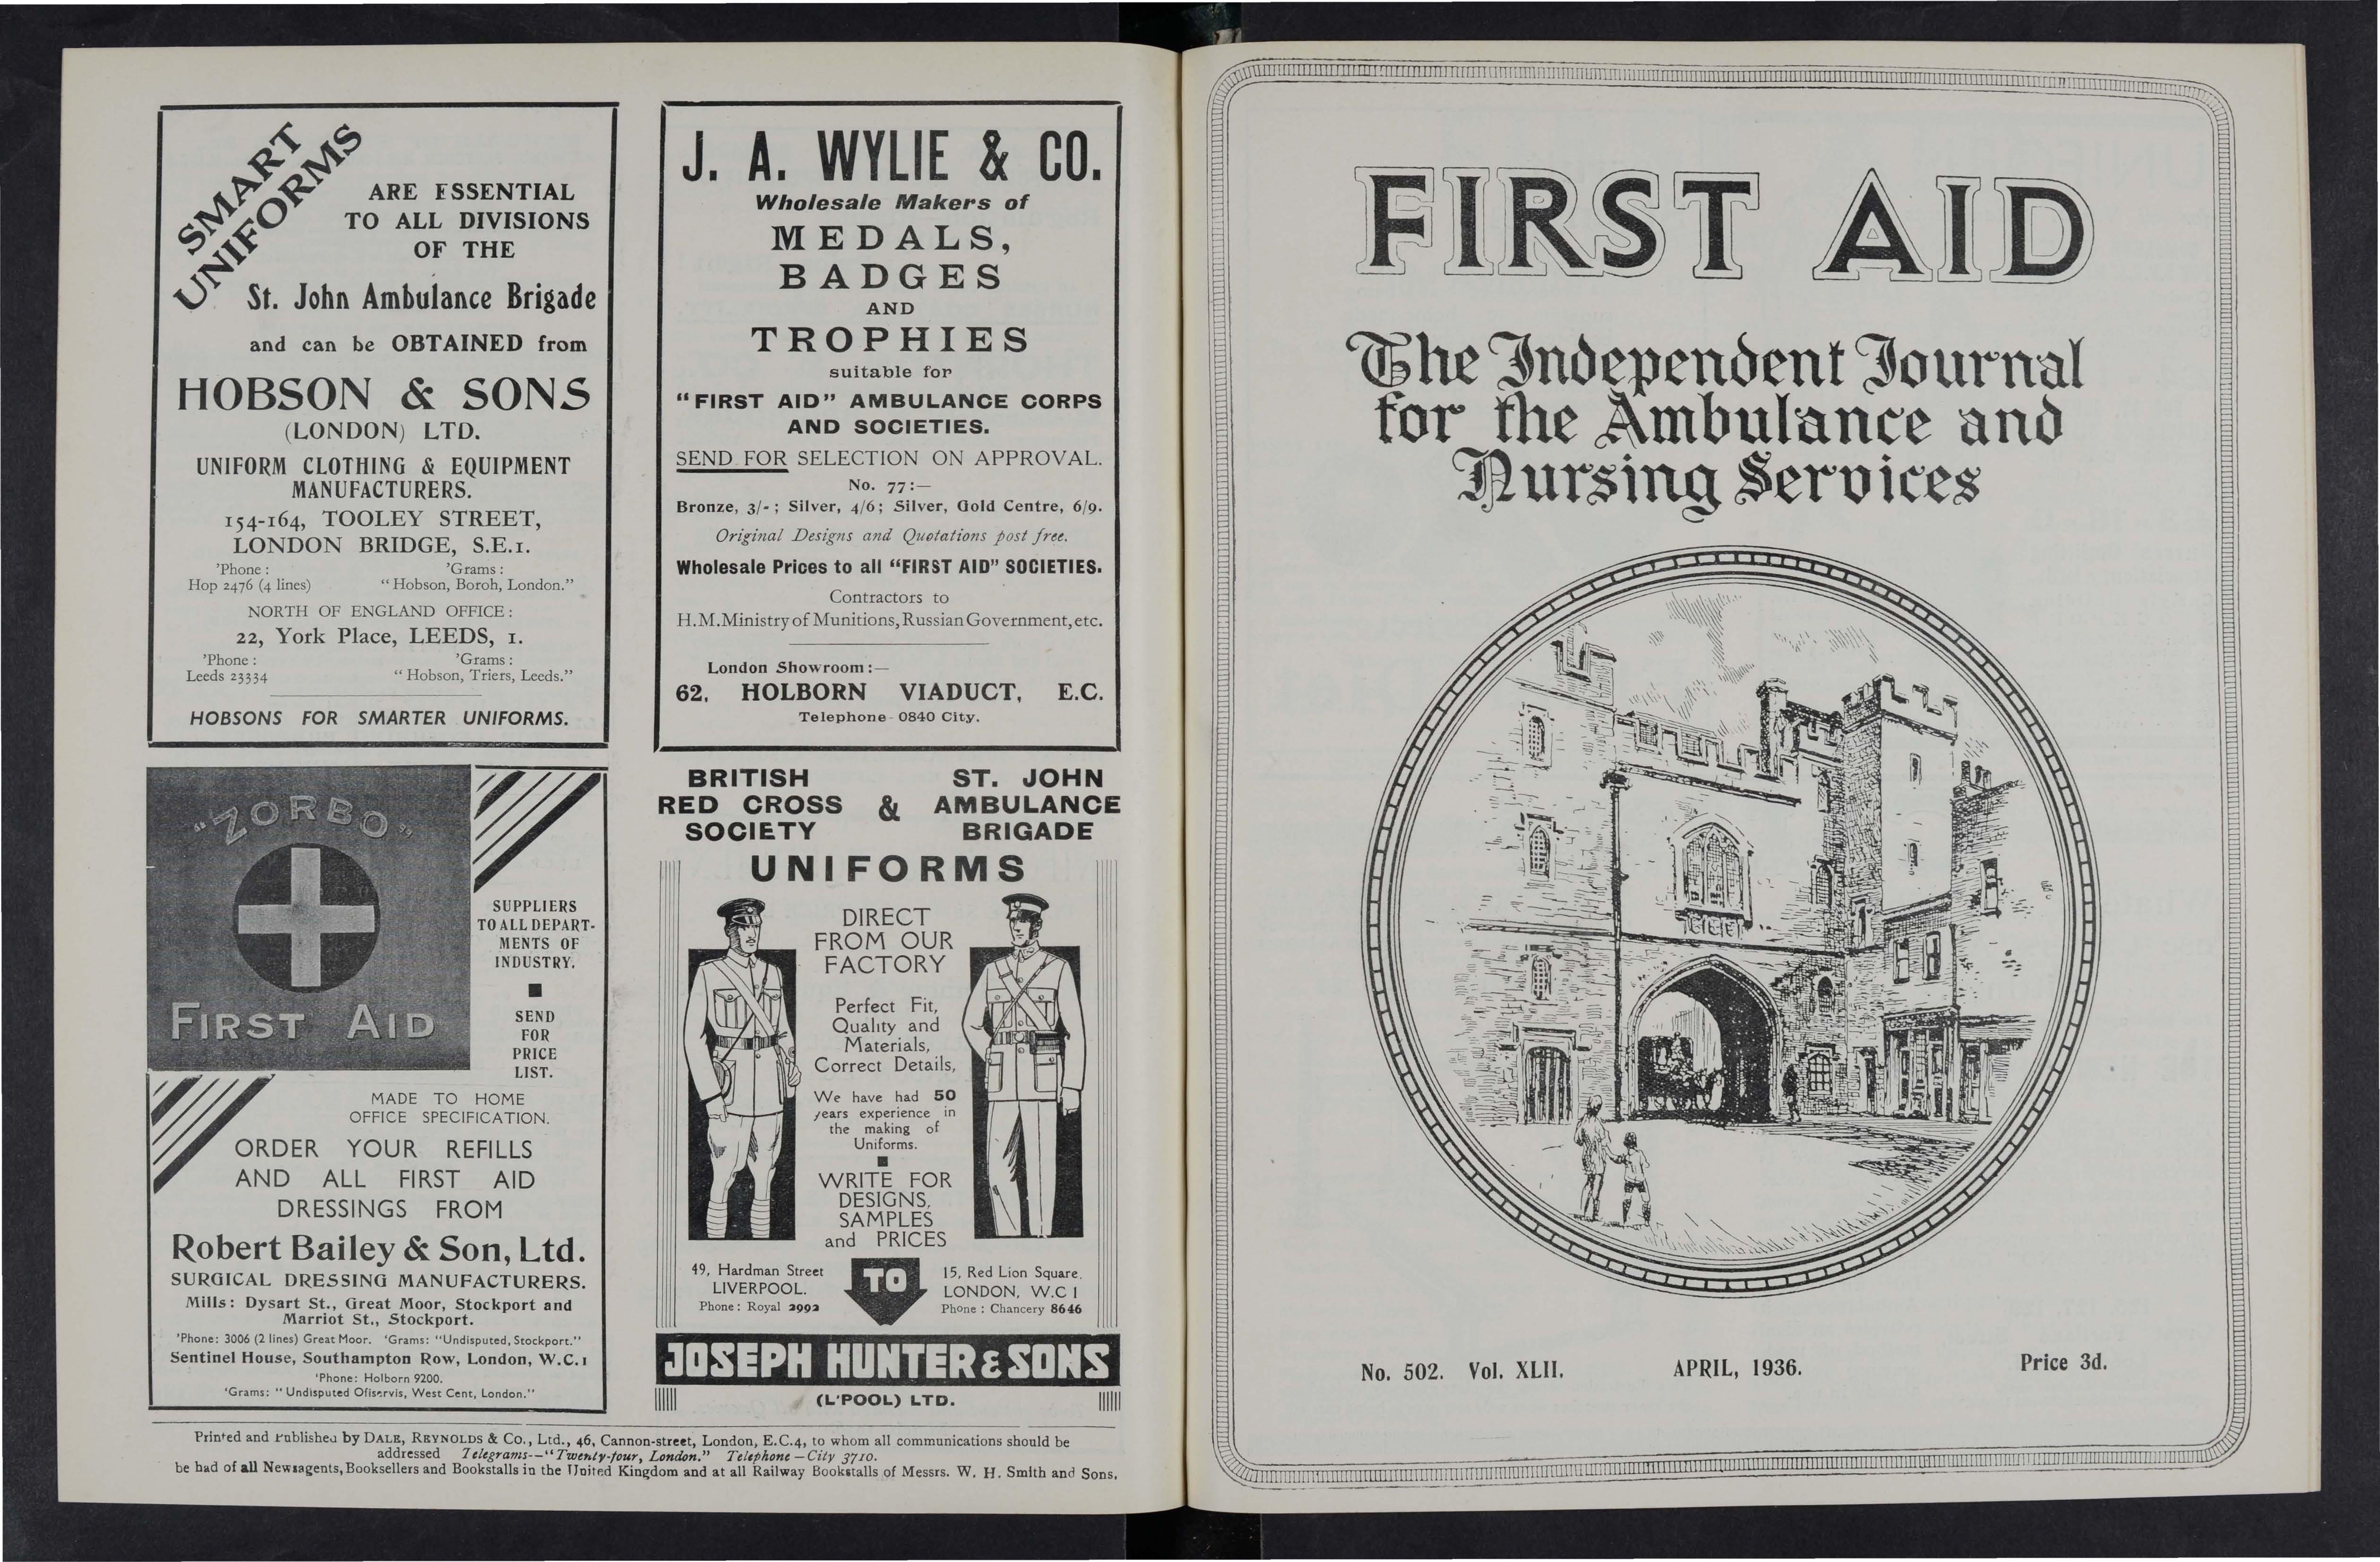 SMART
UNIFORMS
ARE ESSENTIAL
TO ALL DIVISIONS
OF THE
St. John Ambulance Brigade
and can be OBTAINED from
HOBSON & SONS
(LONDON) LTD.
UNIFORM CLOTHING & EQUIPMENT
MANUFACTURERS.
154-164, TOOLEY STREET,
LONDON BRIDGE, S.E.1.
'Phone : 'Grams :
Hop 2476 (4 lines) "Hobson, Boroh, London."
NORTH OF ENGLAND OFFICE :
22, York Place, LEEDS, 1.
'Phone : 'Grams :
Leeds 23334 "Hobson, Triers, Leeds."
HOBSONS FOR SMARTER UNIFORMS.
"ZORBO"
FIRST AID
SUPPLIERS
TO ALL DEPART-
MENTS OF
INDUSTRY.
SEND
FOR
PRICE
LIST.
MADE TO HOME
OFFICE SPECIFICATION.
ORDER YOUR REFILLS
AND ALL FIRST AID
DRESSINGS FROM
Robert Bailey & Son, Ltd.
SURGICAL DRESSING MANUFACTURERS.
Mills: Dysart St., Great Moor, Stockport and
Marriot St., Stockport.
'Phone: 3006 (2 lines) Great Moor. 'Grams: "Undisputed, Stockport."
Sentinel House, Southampton Row, London, W.C.1
'Phone: Holborn 9200.
'Grams: "Undisputed Ofiservis, West Cent, London."
J. A. WYLIE & CO.
Wholesale Makers of
MEDALS,
BADGES
AND
TROPHIES
suitable for
"FIRST AID" AMBULANCE CORPS
AND SOCIETIES.
SEND FOR SELECTION ON APPROVAL.
No. 77:—
Bronze, 3/- ; Silver, 4/6; Silver, Gold Centre, 6/9.
Original Designs and Quotations post free.
Wholesale Prices to all "FIRST AID" SOCIETIES.
Contractors to
H.M. Ministry of Munitions, Russian Government, etc.
London Showroom :—
62, HOLBORN VIADUCT, E.C.
Telephone- 0840 City.
BRITISH
RED CROSS
SOCIETY
&
ST. JOHN
AMBULANCE
BRIGADE
UNIFORMS
DIRECT
FROM OUR
FACTORY
Perfect Fit,
Quality and
Materials,
Correct Details,
We have had 50
years experience in
the making of
Uniforms.
WRITE FOR
DESIGNS,
SAMPLES
and PRICES
TO
49, Hardman Street
LIVERPOOL.
Phone : Royal 2992
15, Red Lion Square,
LONDON, W.C 1
Phone : Chancery 8646
JOSEPH HUNTER & SONS
(L'POOL) LTD.
Printed and Published by DALE, REYNOLDS & Co., Ltd., 46, Cannon-street, London, E.C.4, to whom all communications should be
addressed Telegrams--"Twenty-four, London." Telephone—City 3710.
be had of all Newsagents, Booksellers and Bookstalls in the United Kingdom and at all Railway Bookstalls of Messrs. W. H. Smith and Sons,
FIRST AID
The Independent Journal
for the Ambulance and
Nursing Services
No. 502. Vol. XLII. APRIL, 1936. Price 3d.